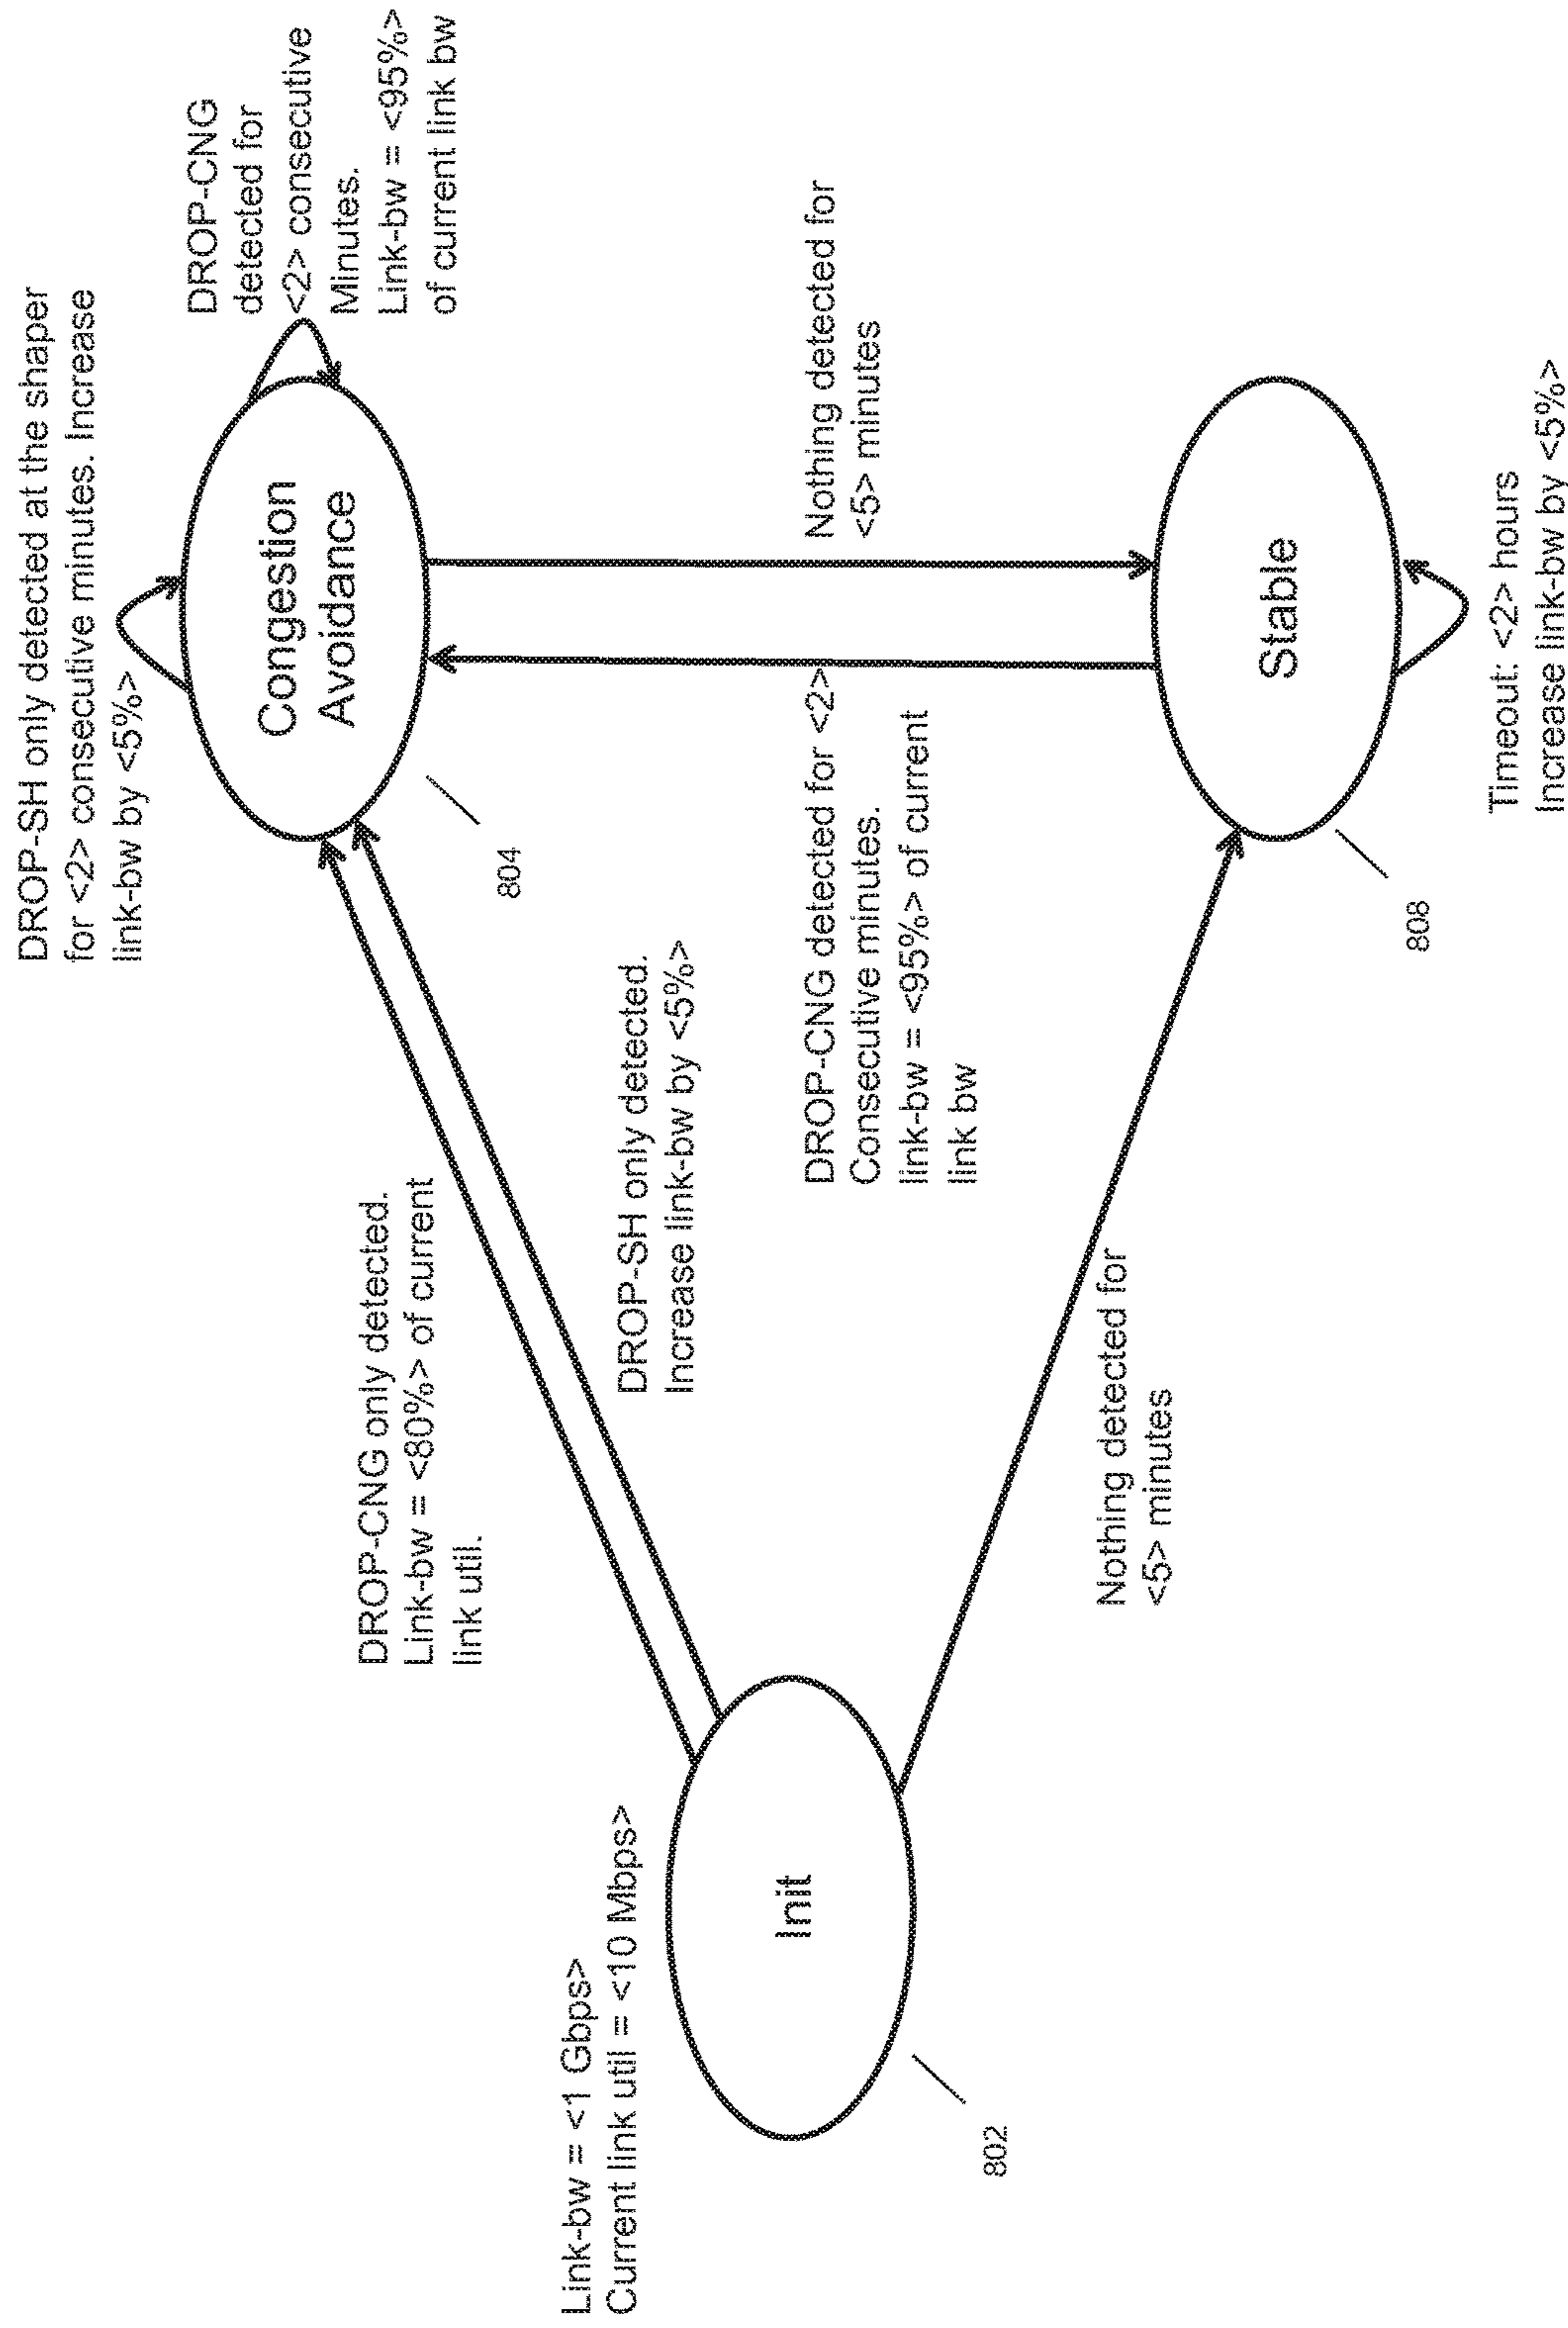 DROP-SH only detected at the shaper
for <2> consecutive minutes. Increase
link-bw by <5%>
DROP-CNG
detected for
<2> consecutive
Minutes.
Link-bw = <95%>
of current link bw
Congestion
Avoidance
804
DROP-CNG only detected.
Link-bw = <80%> of current
link util.
DROP-SH only detected.
Increase link-bw by <5%>
Link-bw = <1 Gbps>
Current link util = <10 Mbps>
Init
802
DROP-CNG detected for <2>
Consecutive minutes.
link-bw = <95%> of current
link bw
Nothing detected for
<5> minutes
Nothing detected for
<5> minutes
Stable
808
Timeout: <2> hours
Increase link-bw by <5%>